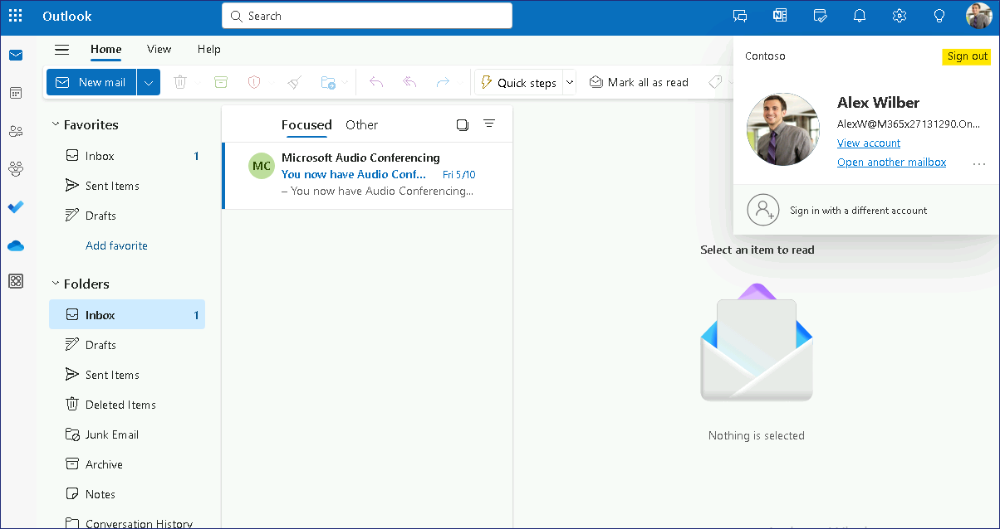 Outlook
Search
Home View Help
Contoso
Sign out
New mail
Quick steps
Mark all as read
Alex Wilber
AlexW@M365x27131290.On...
View account
Open another mailbox
Sign in with a different account
Favorites
Inbox 1
Sent Items
Drafts
Add favorite
Folders
Inbox 1
Drafts
Sent Items
Deleted Items
Junk Email
Archive
Notes
Conversation History
Focused Other
MC
Microsoft Audio Conferencing
You now have Audio Conf... Fri 5/10
– You now have Audio Conferencing...
Select an item to read
Nothing is selected